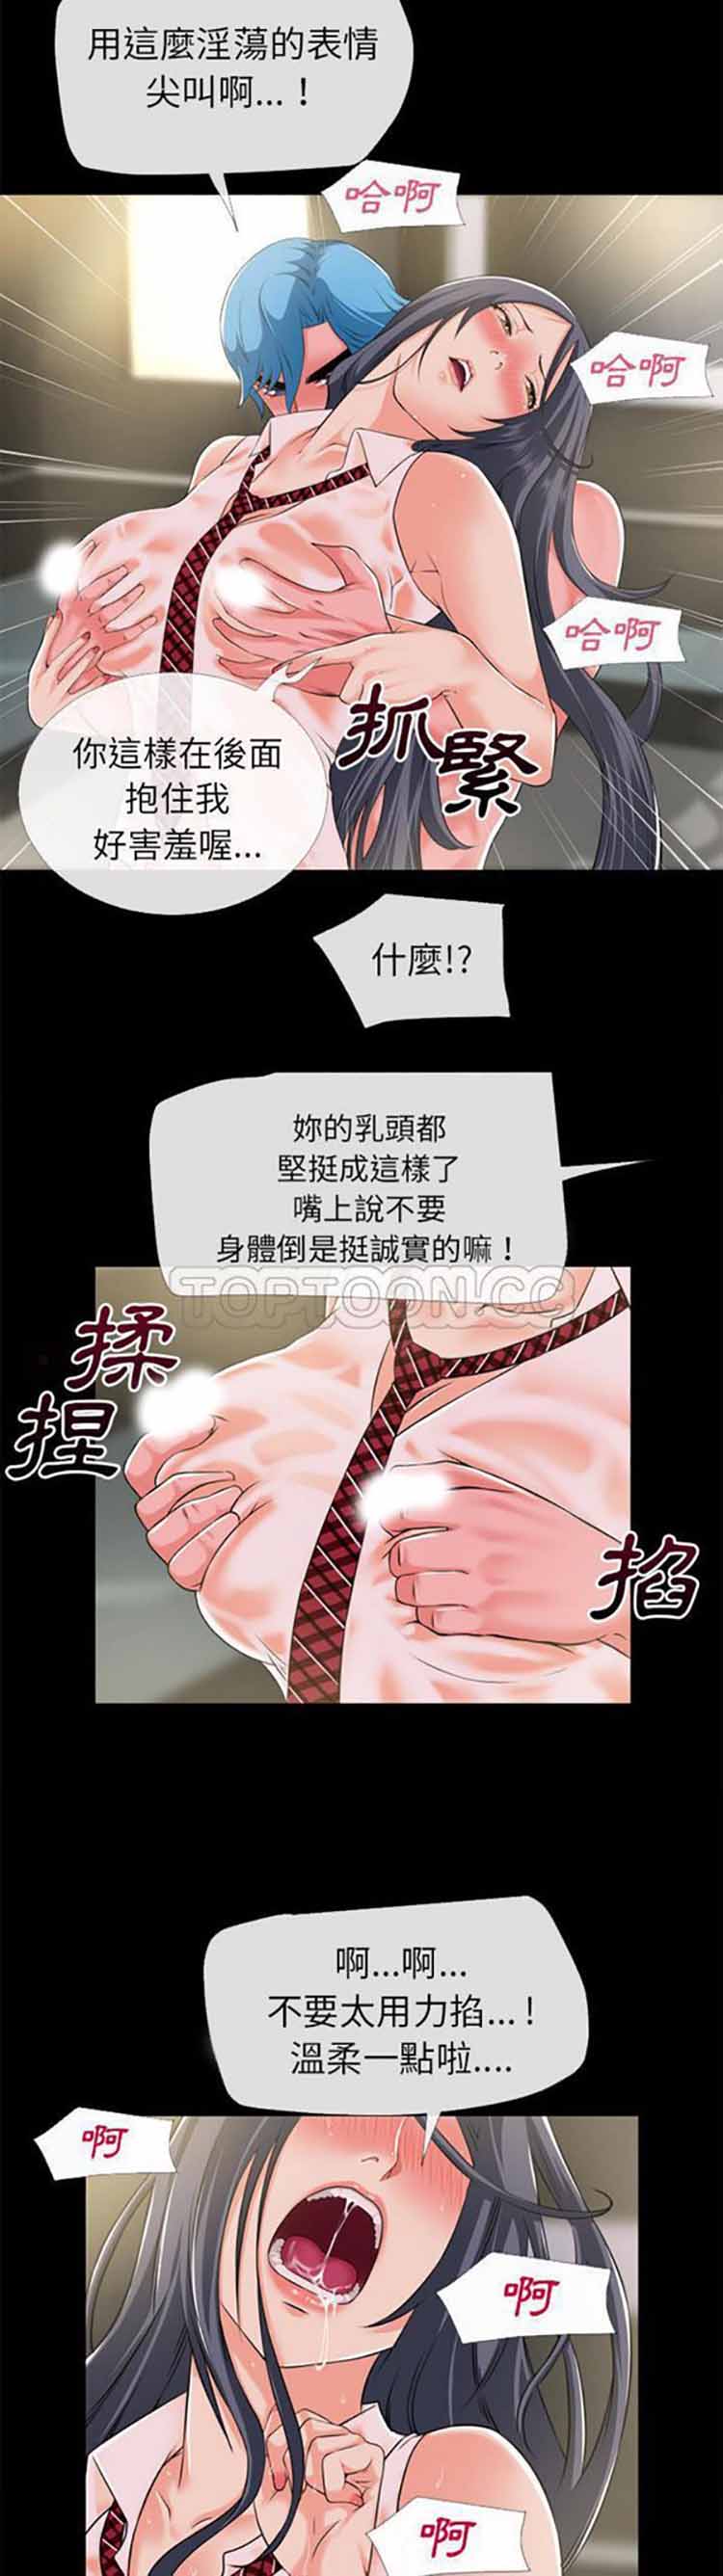 用這麼淫蕩的表情
尖叫啊...！
哈啊
哈啊
哈啊
抓緊
你這樣在後面
抱住我
好害羞喔...
什麼!?
妳的乳頭都
堅挺成這樣了
嘴上說不要
身體倒是挺誠實的嘛！
TOPTOON.CC
揉
捏
掐
啊...啊...
不要太用力掐...！
溫柔一點啦....
啊
啊
啊